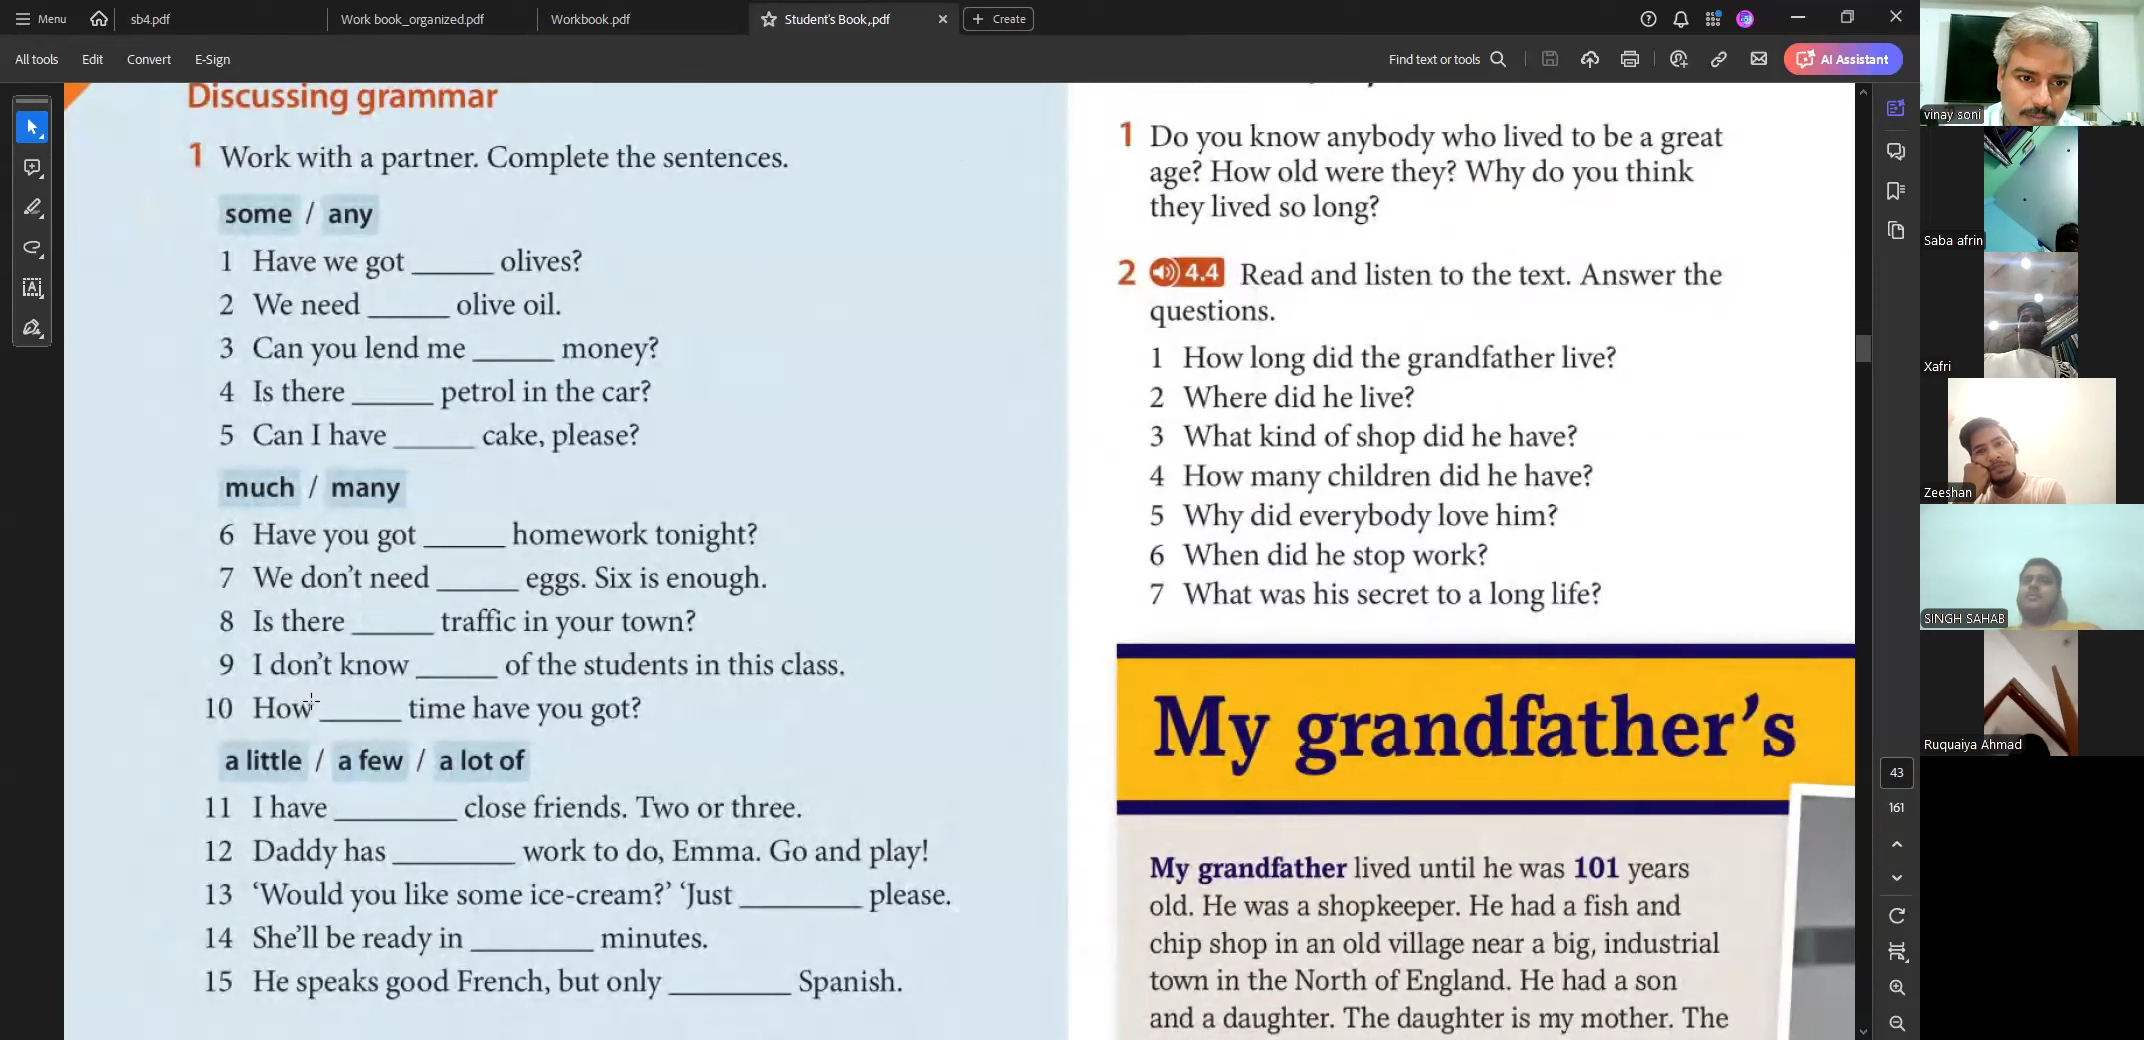 Menu
sb4.pdf
Work book_organized.pdf
Workbook.pdf
Student's Book,.pdf
Create
All tools
Edit
Convert
E-Sign
Find text or tools
AI Assistant
Discussing grammar
1 Work with a partner. Complete the sentences.
some / any
1 Have we got ______ olives?
2 We need ______ olive oil.
3 Can you lend me ______ money?
4 Is there ______ petrol in the car?
5 Can I have ______ cake, please?
much / many
6 Have you got ______ homework tonight?
7 We don't need ______ eggs. Six is enough.
8 Is there ______ traffic in your town?
9 I don't know ______ of the students in this class.
10 How ______ time have you got?
a little / a few / a lot of
11 I have _________ close friends. Two or three.
12 Daddy has _________ work to do, Emma. Go and play!
13 ‘Would you like some ice-cream?’ ‘Just _________ please.
14 She'll be ready in _________ minutes.
15 He speaks good French, but only _________ Spanish.
1 Do you know anybody who lived to be a great
age? How old were they? Why do you think
they lived so long?
2 4.4 Read and listen to the text. Answer the
questions.
1 How long did the grandfather live?
2 Where did he live?
3 What kind of shop did he have?
4 How many children did he have?
5 Why did everybody love him?
6 When did he stop work?
7 What was his secret to a long life?
My grandfather's
My grandfather lived until he was 101 years
old. He was a shopkeeper. He had a fish and
chip shop in an old village near a big, industrial
town in the North of England. He had a son
and a daughter. The daughter is my mother. The
43
161
vinay soni
Saba afrin
Xafri
Zeeshan
SINGH SAHAB
Ruquaiya Ahmad